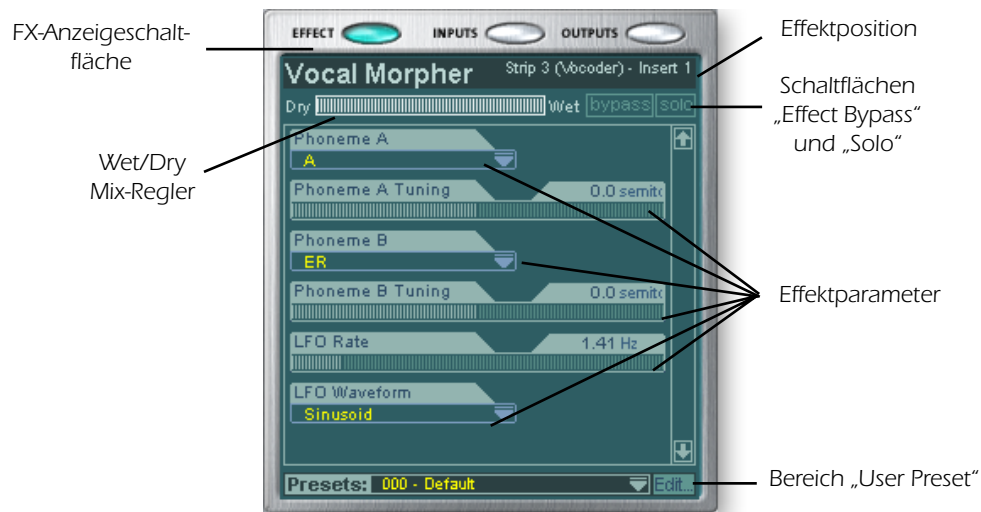 FX-Anzeigeschalt-
fläche
EFFECT INPUTS OUTPUTS
Effektposition
Vocal Morpher Strip 3 (Vocoder) - Insert 1
Dry Wet bypass solo
Schaltflächen
„Effect Bypass“
und „Solo“
Wet/Dry
Mix-Regler
Phoneme A
A
Phoneme A Tuning 0.0 semito
Phoneme B
ER
Phoneme B Tuning 0.0 semito
Effektparameter
LFO Rate 1.41 Hz
LFO Waveform
Sinusoid
Presets: 000 - Default Edit...
Bereich „User Preset“